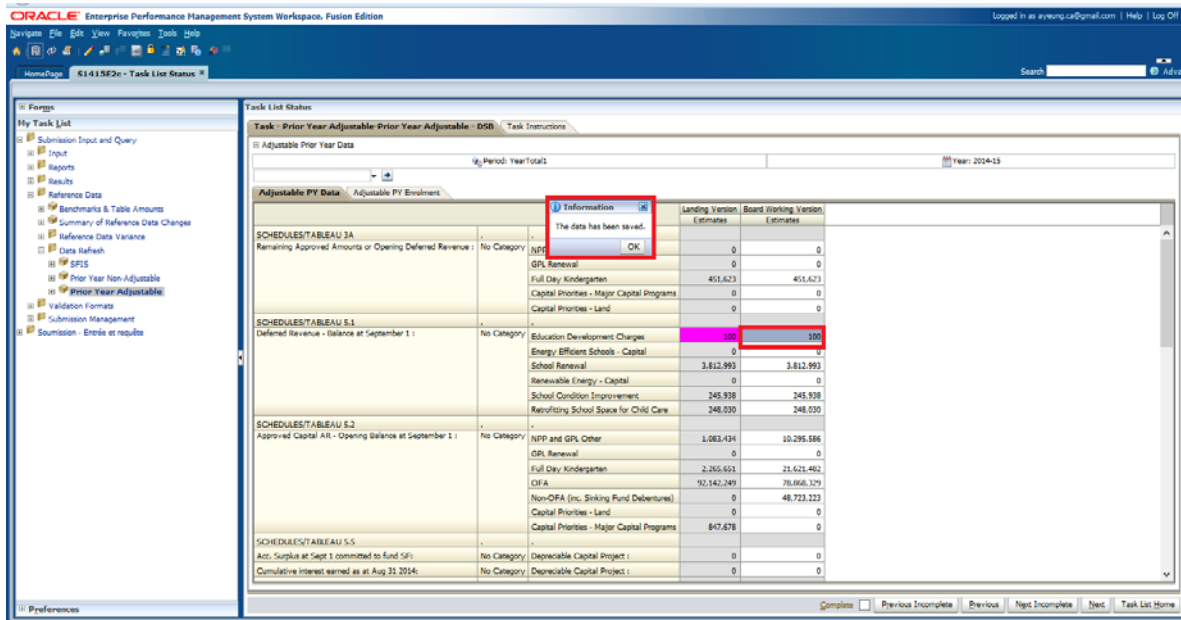 ORACLE Enterprise Performance Management System Workspace, Fusion Edition
Logged in as ayeung.ca@gmail.com | Help | Log Off
Navigate File Edit View Favorites Tools Help
HomePage S1415E2c - Task List Status
Search Adva
Forms
My Task List
Submission Input and Query
Input
Reports
Results
Reference Data
Benchmarks & Table Amounts
Summary of Reference Data Changes
Reference Data Variance
Data Refresh
SFIS
Prior Year Non-Adjustable
Prior Year Adjustable
Validation Formats
Submission Management
Soumission - Entrée et requête
Preferences
Task List Status
Task - Prior Year Adjustable-Prior Year Adjustable - DSB Task Instructions
Adjustable Prior Year Data
Period: YearTotal1 Year: 2014-15
Adjustable PY Data Adjustable PY Enrolment
Information
The data has been saved.
OK
Landing Version Board Working Version
Estimates Estimates
SCHEDULES/TABLEAU 3A . .
Remaining Approved Amounts or Opening Deferred Revenue : No Category NPP 0 0
GPL Renewal 0 0
Full Day Kindergarten 451,623 451,623
Capital Priorities - Major Capital Programs 0 0
Capital Priorities - Land 0 0
SCHEDULES/TABLEAU 5.1 . .
Deferred Revenue - Balance at September 1 : No Category Education Development Charges 100 100
Energy Efficient Schools - Capital 0 0
School Renewal 3,812,993 3,812,993
Renewable Energy - Capital 0 0
School Condition Improvement 245,938 245,938
Retrofitting School Space for Child Care 248,030 248,030
SCHEDULES/TABLEAU 5.2 . .
Approved Capital AR - Opening Balance at September 1 : No Category NPP and GPL Other 1,083,434 10,295,586
GPL Renewal 0 0
Full Day Kindergarten 2,265,651 21,621,482
OFA 92,142,249 78,868,329
Non-OFA (inc. Sinking Fund Debentures) 0 48,723,223
Capital Priorities - Land 0 0
Capital Priorities - Major Capital Programs 847,678 0
SCHEDULES/TABLEAU 5.5 . .
Acc. Surplus at Sept 1 committed to fund SF: No Category Depreciable Capital Project : 0 0
Cumulative interest earned as at Aug 31 2014: No Category Depreciable Capital Project : 0 0
Complete Previous Incomplete Previous Next Incomplete Next Task List Home